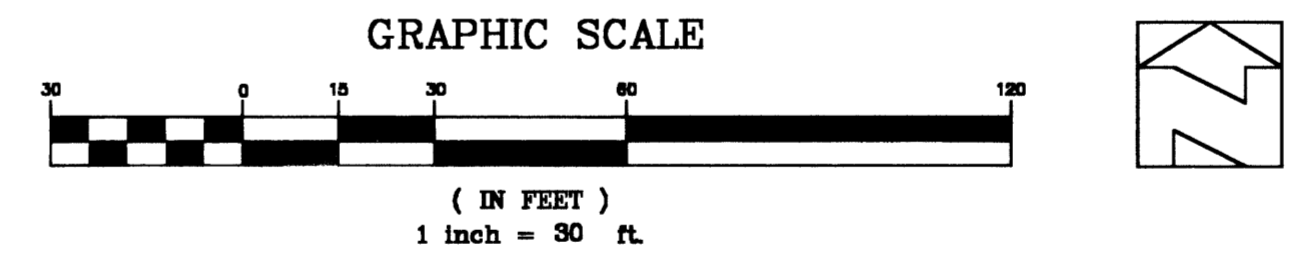 GRAPHIC SCALE
30 0 15 30 60 120
( IN FEET )
1 inch = 30 ft.